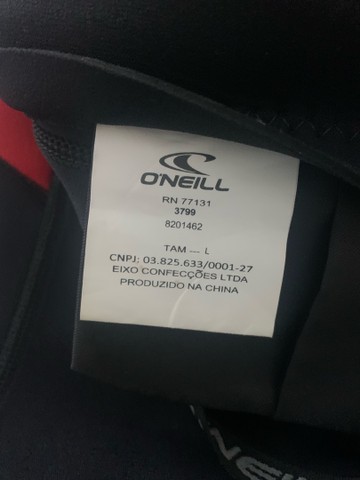 O'NEILL
RN 77131
3799
8201462
TAM --- L
CNPJ: 03.825.633/0001-27
EIXO CONFECÇÕES LTDA
PRODUZIDO NA CHINA